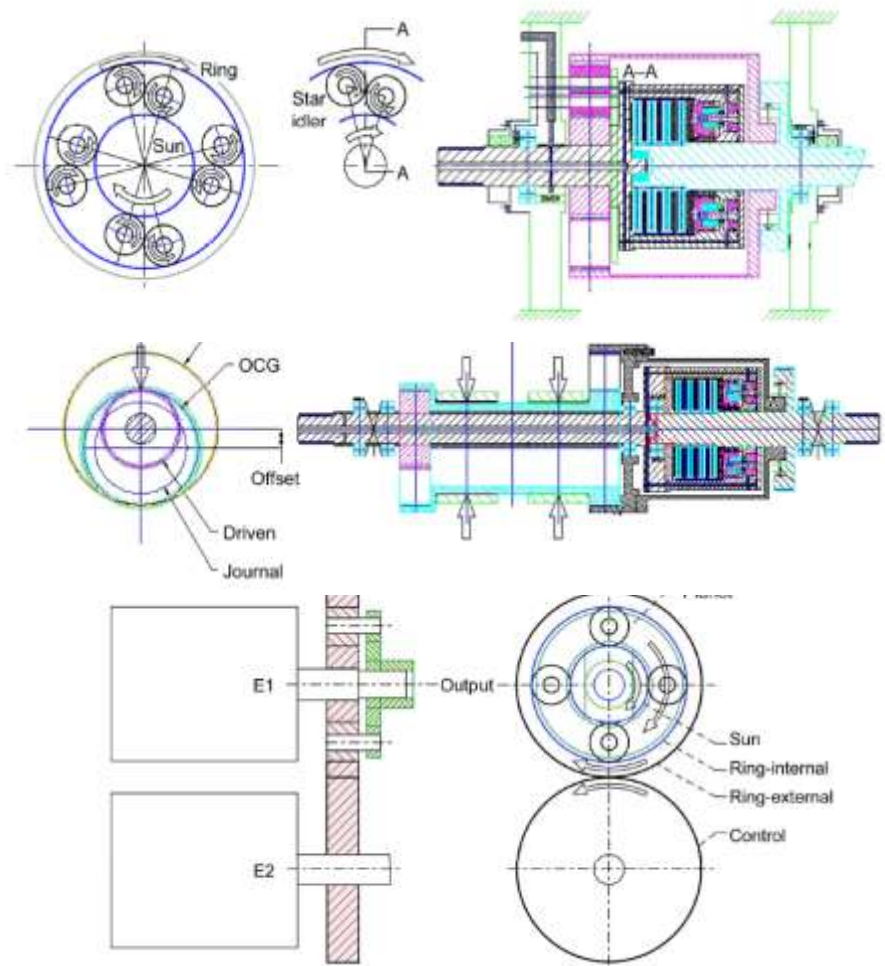 A
Ring
Star
idler
Sun
A
A–A
OCG
Offset
Driven
Journal
E1
Output
Sun
Ring-internal
Ring-external
Control
E2